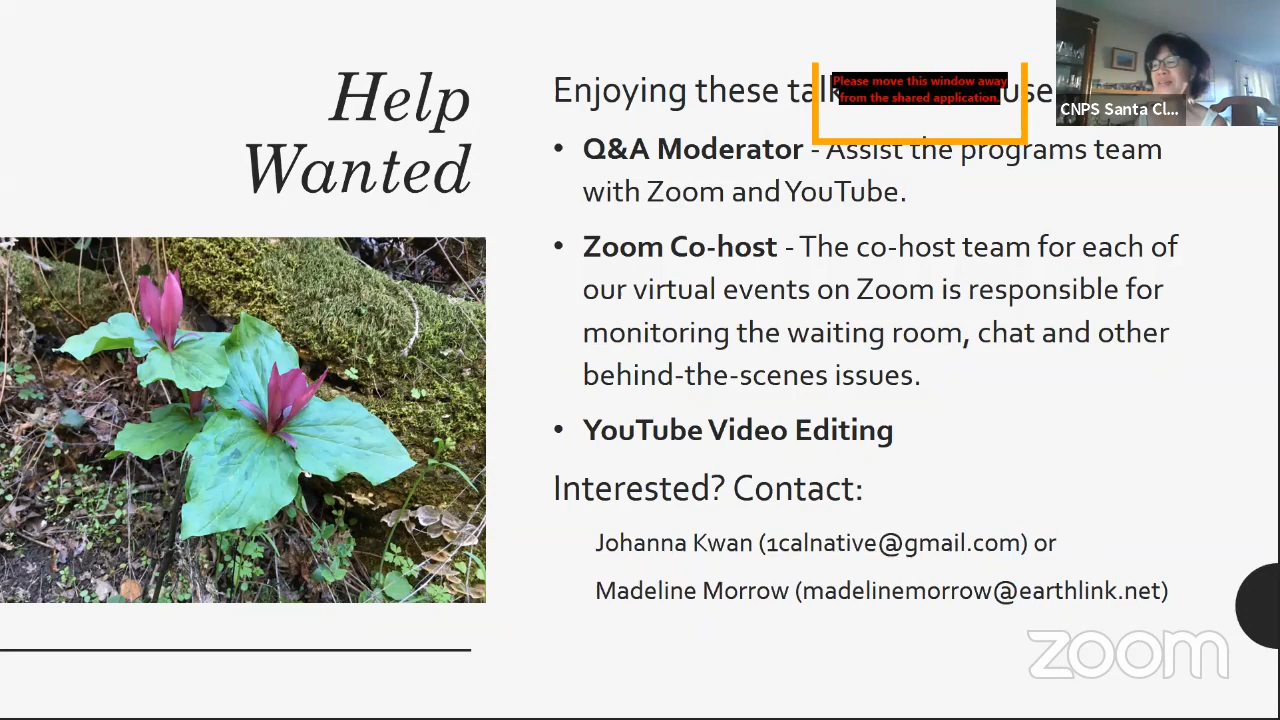 Help
Wanted
Enjoying these
Please move this window away
from the shared application.
CNPS Santa Cl...
• Q&A Moderator - Assist the programs team
with Zoom and YouTube.
• Zoom Co-host - The co-host team for each of
our virtual events on Zoom is responsible for
monitoring the waiting room, chat and other
behind-the-scenes issues.
• YouTube Video Editing
Interested? Contact:
Johanna Kwan (1calnative@gmail.com) or
Madeline Morrow (madelinemorrow@earthlink.net)
zoom